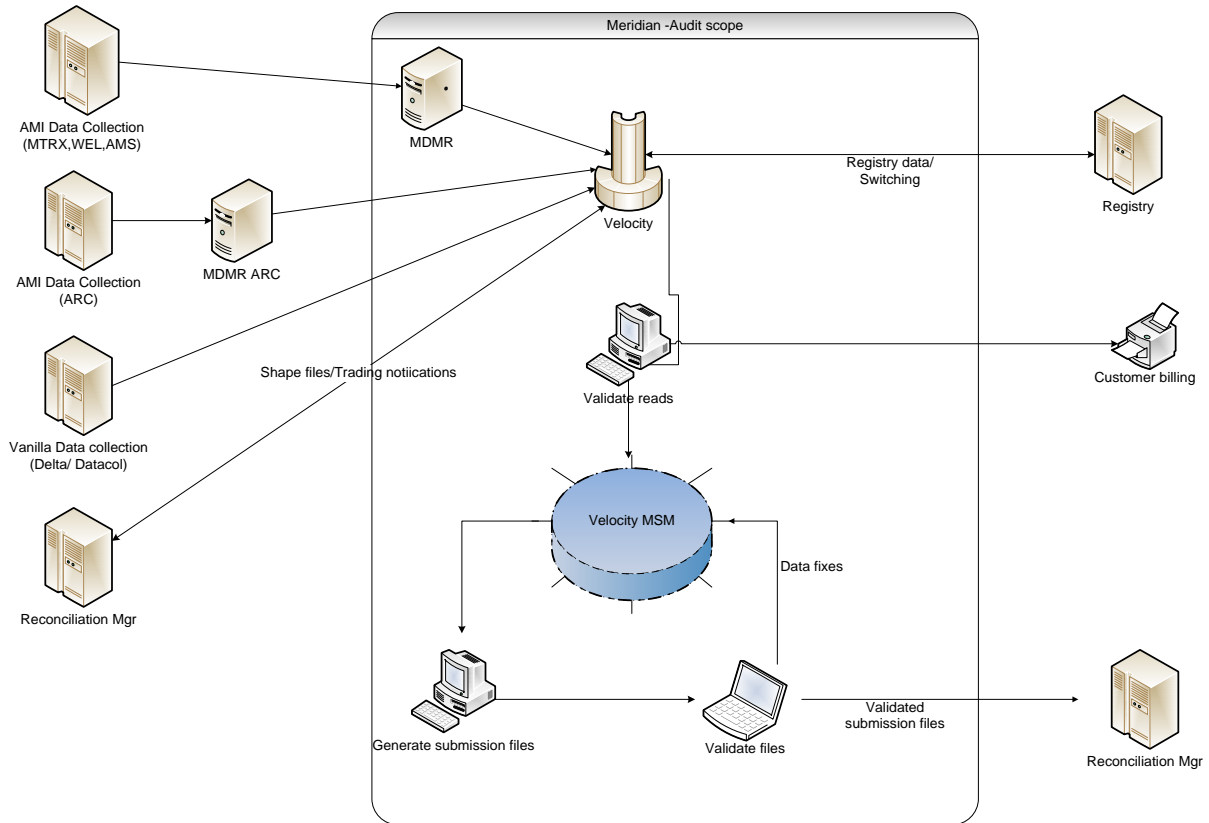 Meridian -Audit scope
AMI Data Collection
(MTRX,WEL,AMS)
MDMR
Registry data/
Switching
Registry
Velocity
AMI Data Collection
(ARC)
MDMR ARC
Shape files/Trading notiications
Validate reads
Customer billing
Vanilla Data collection
(Delta/ Datacol)
Velocity MSM
Data fixes
Reconciliation Mgr
Generate submission files
Validate files
Validated
submission files
Reconciliation Mgr